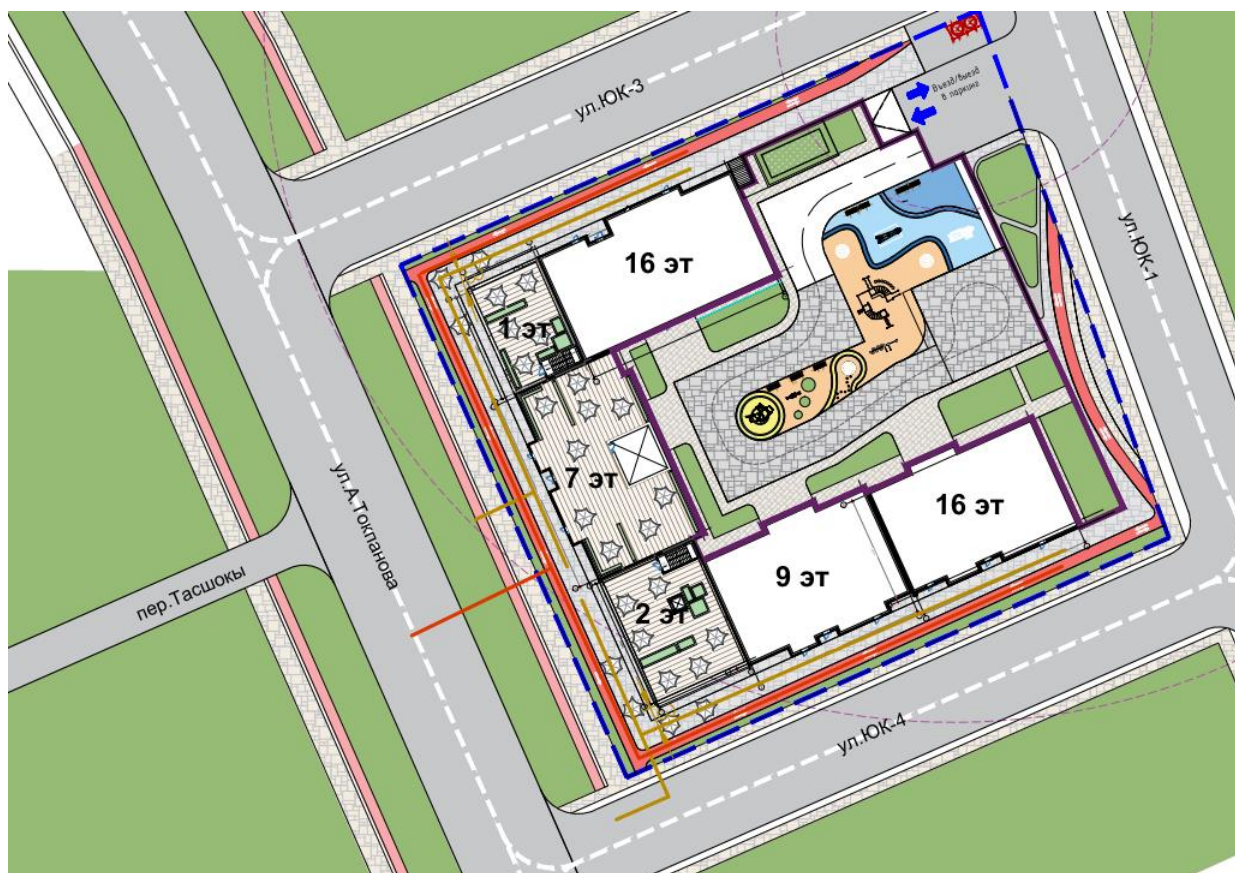 ул.ЮК-3
Въезд/выезд
в паркинг
ул.ЮК-1
16 эт
1 эт
ул.А.Токпанова
7 эт
16 эт
пер.Тасшокы
9 эт
2 эт
ул.ЮК-4